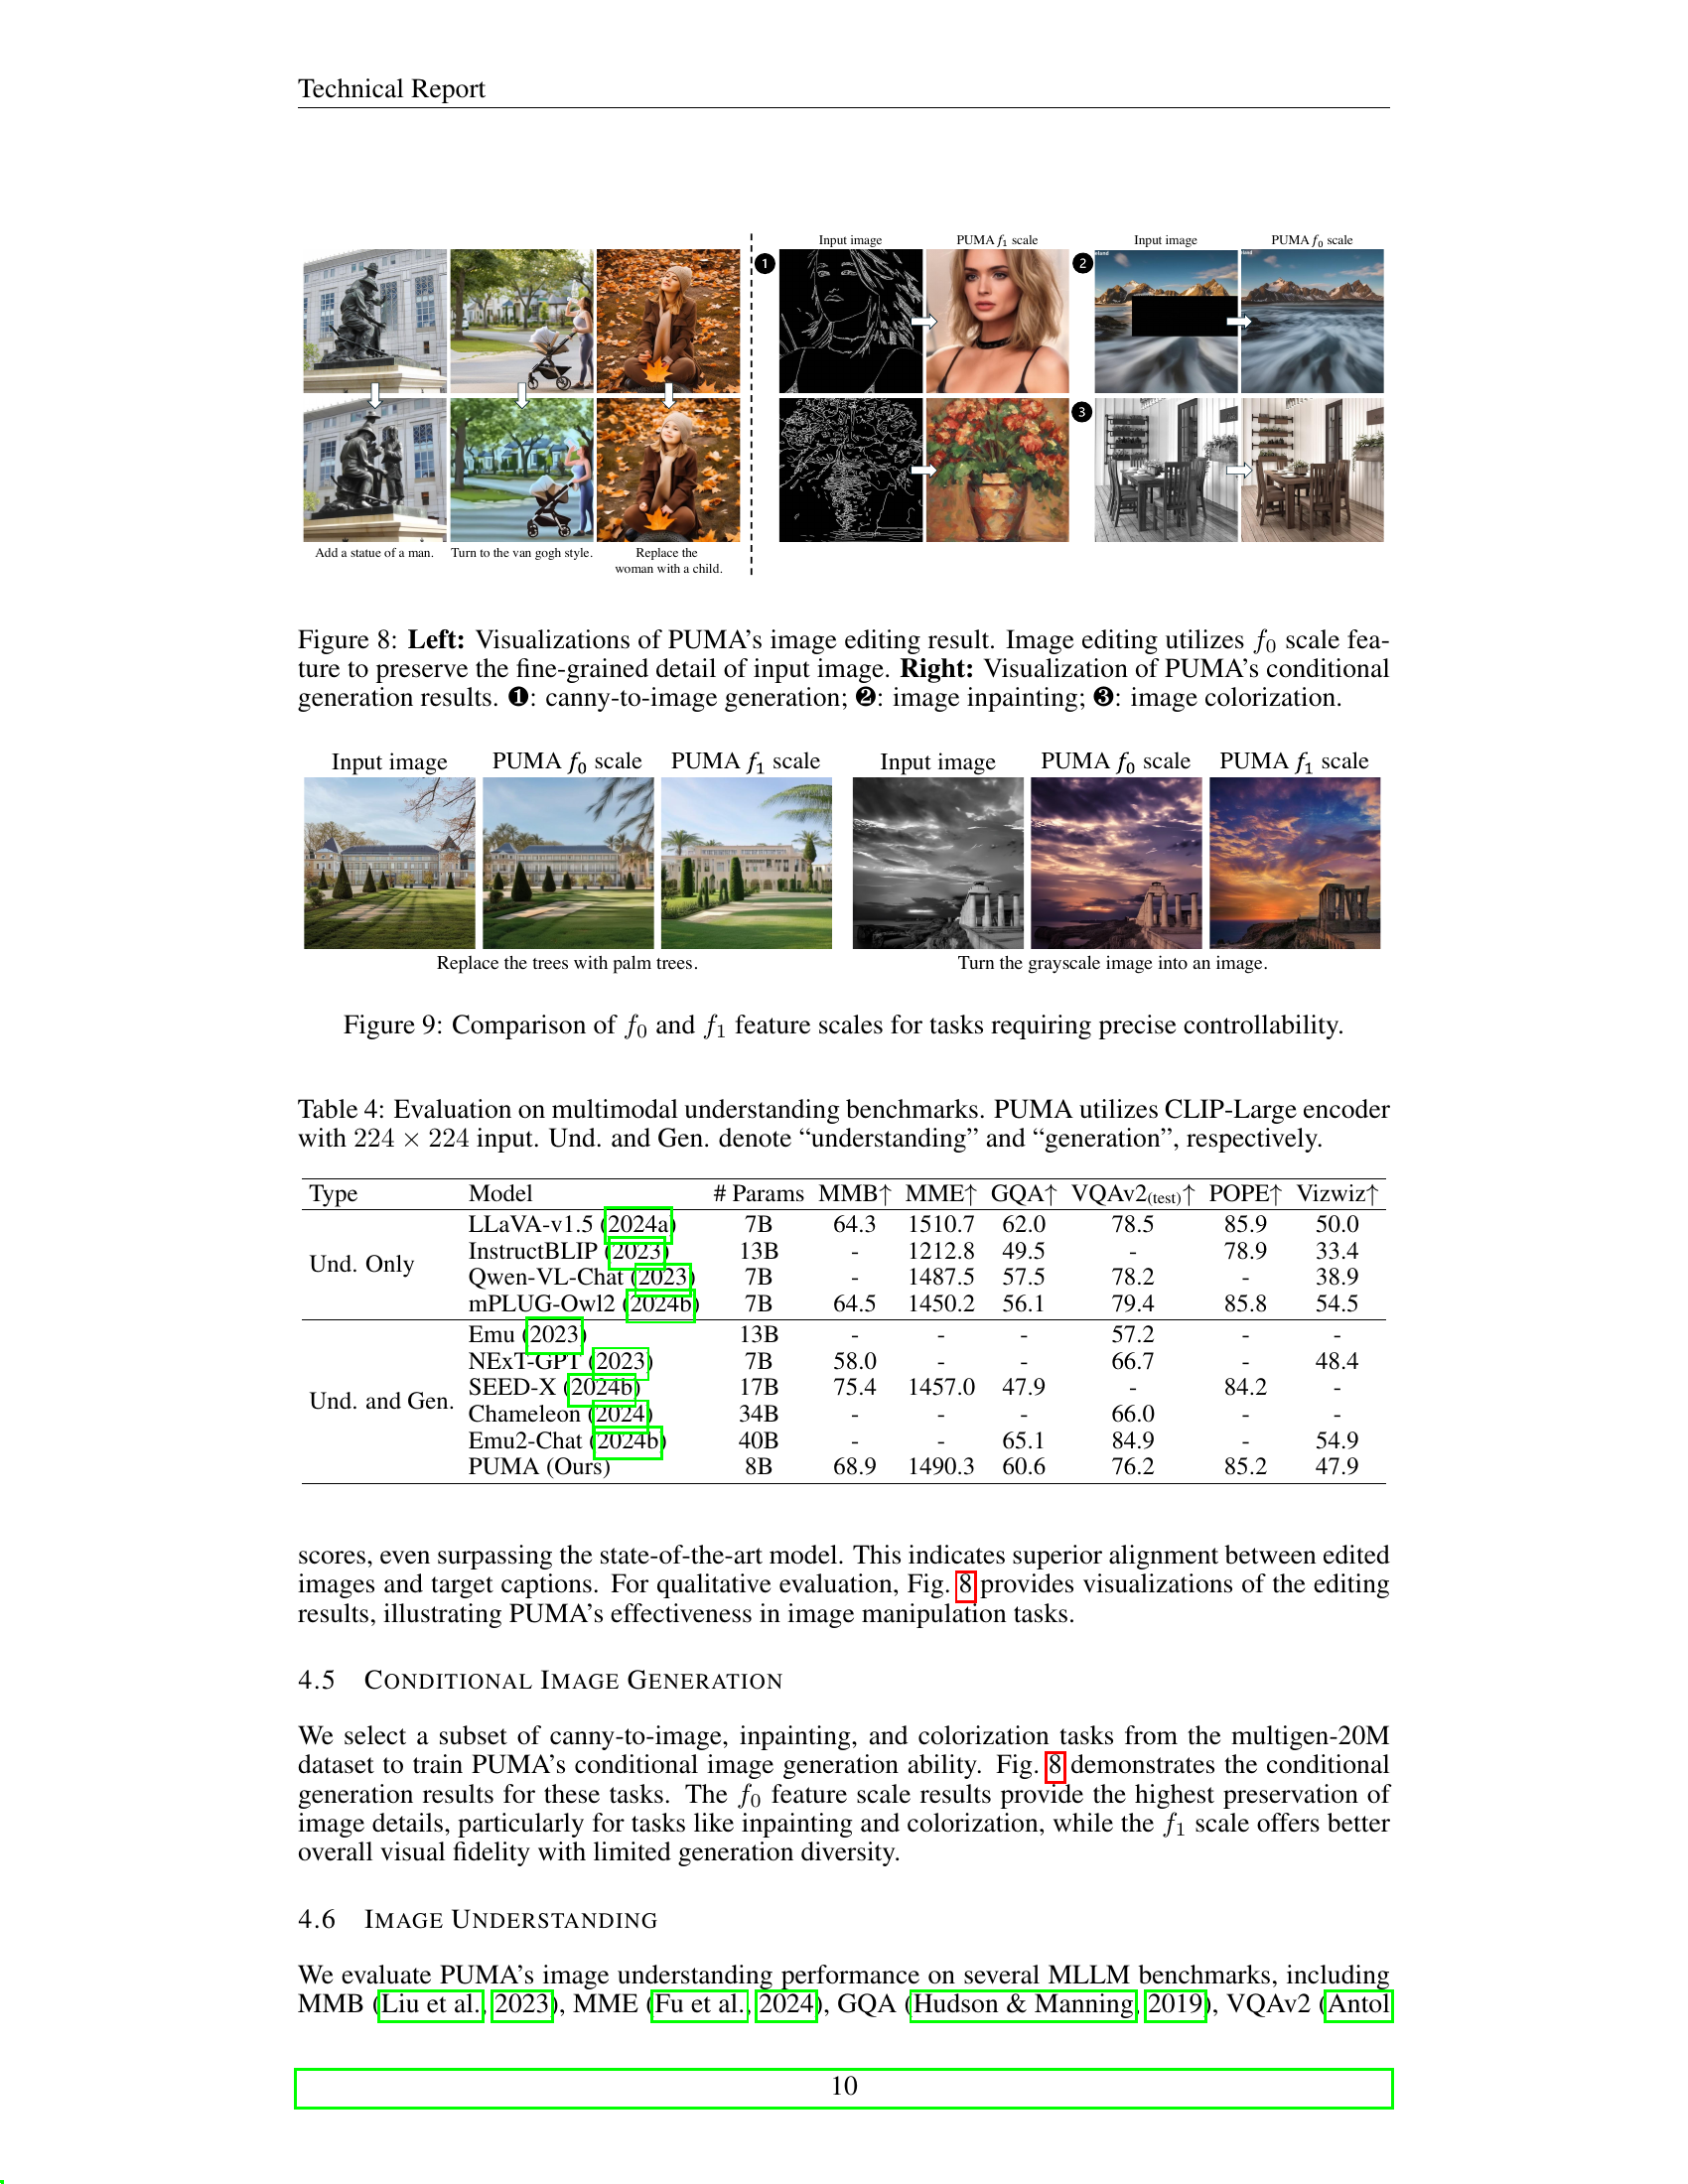 Technical Report
Input image PUMA f1 scale Input image PUMA f0 scale
1 2
3
Add a statue of a man. Turn to the van gogh style. Replace the
woman with a child.
Figure 8: Left: Visualizations of PUMA's image editing result. Image editing utilizes f0 scale fea-
ture to preserve the fine-grained detail of input image. Right: Visualization of PUMA's conditional
generation results. ❶: canny-to-image generation; ❷: image inpainting; ❸: image colorization.
Input image PUMA f0 scale PUMA f1 scale Input image PUMA f0 scale PUMA f1 scale
Replace the trees with palm trees. Turn the grayscale image into an image.
Figure 9: Comparison of f0 and f1 feature scales for tasks requiring precise controllability.
Table 4: Evaluation on multimodal understanding benchmarks. PUMA utilizes CLIP-Large encoder
with 224 × 224 input. Und. and Gen. denote “understanding” and “generation”, respectively.
Type Model # Params MMB↑ MME↑ GQA↑ VQAv2(test)↑ POPE↑ Vizwiz↑
Und. Only
LLaVA-v1.5 (2024a) 7B 64.3 1510.7 62.0 78.5 85.9 50.0
InstructBLIP (2023) 13B - 1212.8 49.5 - 78.9 33.4
Qwen-VL-Chat (2023) 7B - 1487.5 57.5 78.2 - 38.9
mPLUG-Owl2 (2024b) 7B 64.5 1450.2 56.1 79.4 85.8 54.5
Und. and Gen.
Emu (2023) 13B - - - 57.2 - -
NExT-GPT (2023) 7B 58.0 - - 66.7 - 48.4
SEED-X (2024b) 17B 75.4 1457.0 47.9 - 84.2 -
Chameleon (2024) 34B - - - 66.0 - -
Emu2-Chat (2024b) 40B - - 65.1 84.9 - 54.9
PUMA (Ours) 8B 68.9 1490.3 60.6 76.2 85.2 47.9
scores, even surpassing the state-of-the-art model. This indicates superior alignment between edited
images and target captions. For qualitative evaluation, Fig. 8 provides visualizations of the editing
results, illustrating PUMA's effectiveness in image manipulation tasks.
4.5 CONDITIONAL IMAGE GENERATION
We select a subset of canny-to-image, inpainting, and colorization tasks from the multigen-20M
dataset to train PUMA's conditional image generation ability. Fig. 8 demonstrates the conditional
generation results for these tasks. The f0 feature scale results provide the highest preservation of
image details, particularly for tasks like inpainting and colorization, while the f1 scale offers better
overall visual fidelity with limited generation diversity.
4.6 IMAGE UNDERSTANDING
We evaluate PUMA's image understanding performance on several MLLM benchmarks, including
MMB (Liu et al., 2023), MME (Fu et al., 2024), GQA (Hudson & Manning, 2019), VQAv2 (Antol
10